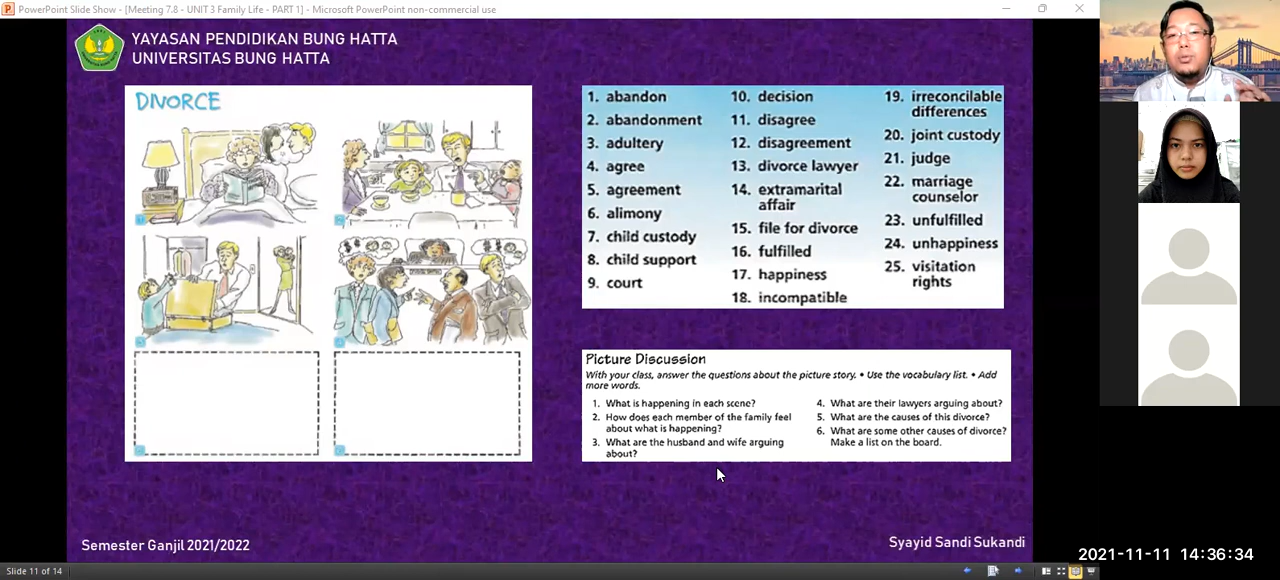 PowerPoint Slide Show - [Meeting 7.8 - UNIT 3 Family Life - PART 1] - Microsoft PowerPoint non-commercial use
YAYASAN PENDIDIKAN BUNG HATTA
UNIVERSITAS BUNG HATTA
DIVORCE
1. abandon
2. abandonment
3. adultery
4. agree
5. agreement
6. alimony
7. child custody
8. child support
9. court
10. decision
11. disagree
12. disagreement
13. divorce lawyer
14. extramarital
affair
15. file for divorce
16. fulfilled
17. happiness
18. incompatible
19. irreconcilable
differences
20. joint custody
21. judge
22. marriage
counselor
23. unfulfilled
24. unhappiness
25. visitation
rights
Picture Discussion
With your class, answer the questions about the picture story. • Use the vocabulary list. • Add
more words.
1. What is happening in each scene?
2. How does each member of the family feel
about what is happening?
3. What are the husband and wife arguing
about?
4. What are their lawyers arguing about?
5. What are the causes of this divorce?
6. What are some other causes of divorce?
Make a list on the board.
Semester Ganjil 2021/2022
Syayid Sandi Sukandi
2021-11-11 14:36:34
Slide 11 of 14